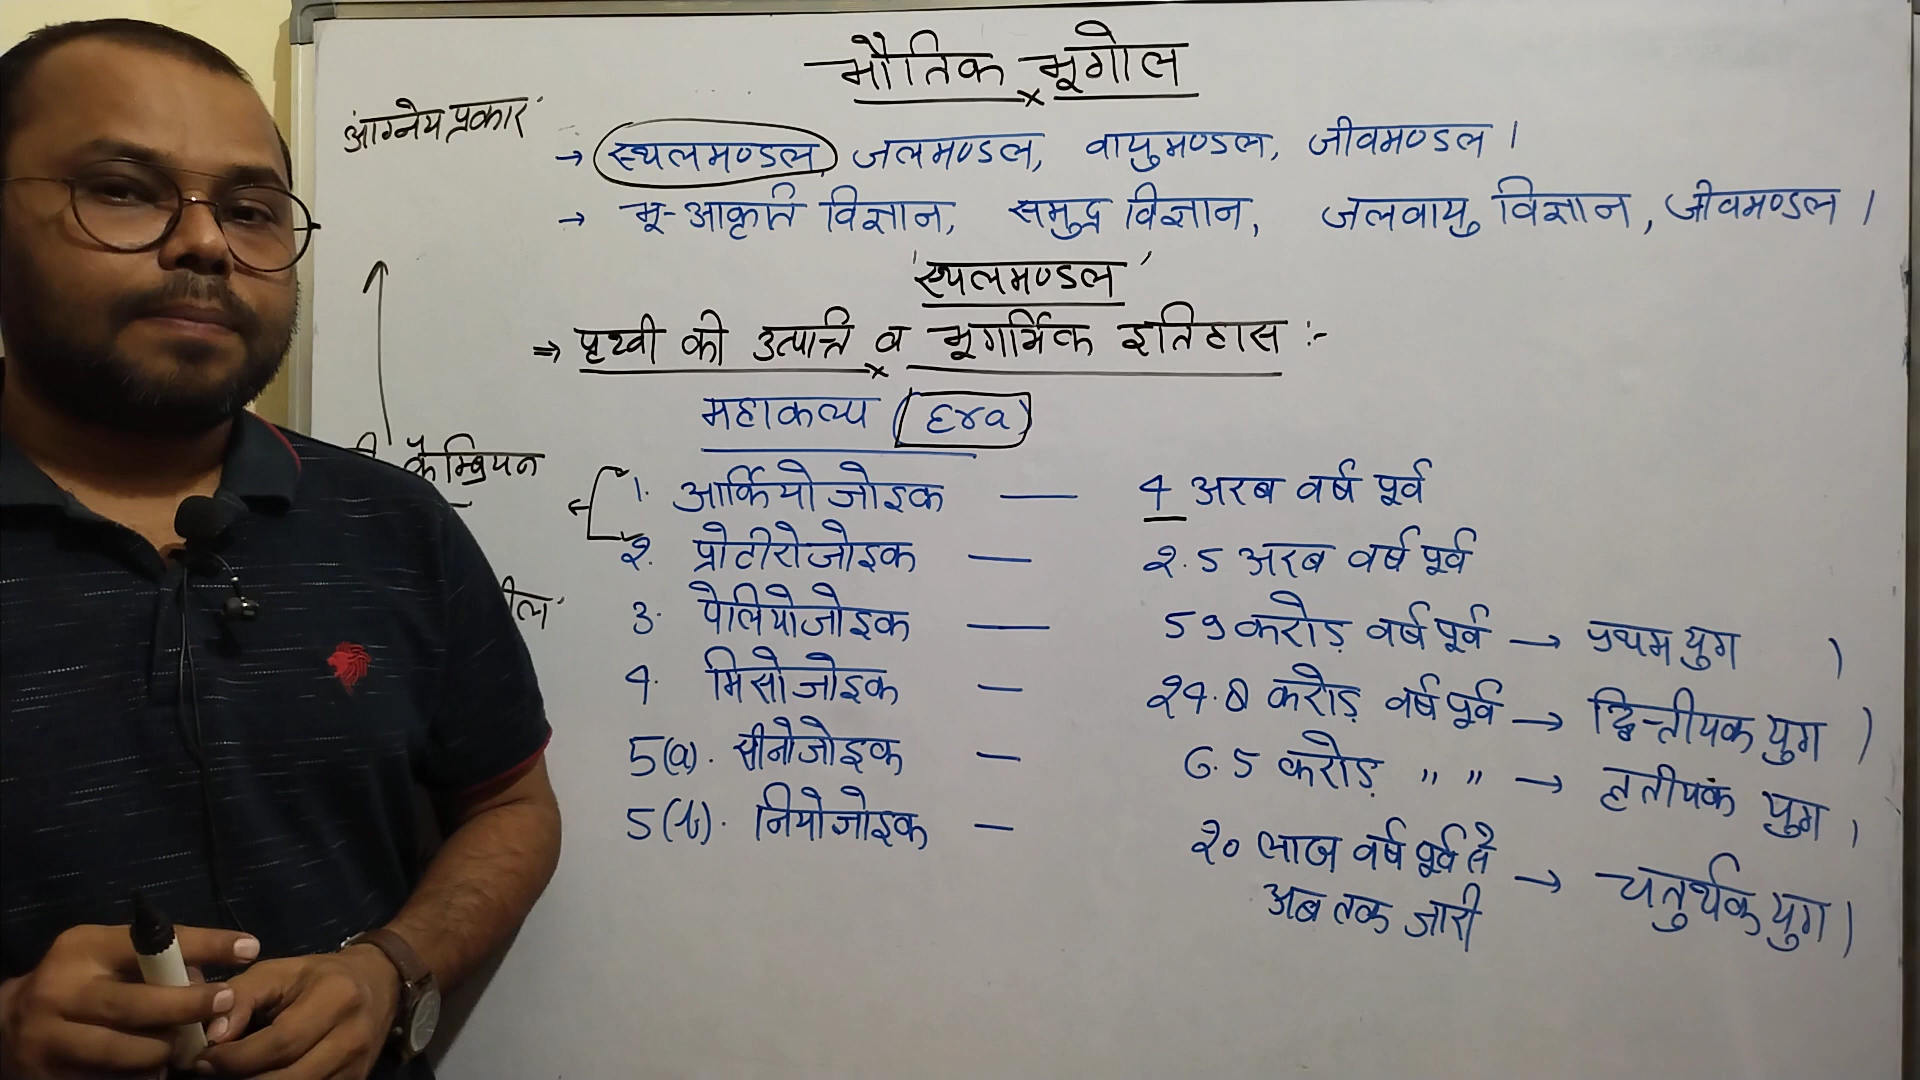 भौतिक भूगोल
'आग्नेय प्रकार'
→ स्थलमण्डल, जलमण्डल, वायुमण्डल, जीवमण्डल।
→ भू-आकृति विज्ञान, समुद्र विज्ञान, जलवायु विज्ञान, जीवमण्डल।
'स्थलमण्डल'
⇒ पृथ्वी की उत्पत्ति व भूगर्भिक इतिहास :-
महाकल्प (Era)
कैम्ब्रियन
1. आर्कियोजोइक — 4 अरब वर्ष पूर्व
2. प्रोटीरोजोइक — 2.5 अरब वर्ष पूर्व
3. पेलियोजोइक — 59 करोड़ वर्ष पूर्व → प्रथम युग
4. मिसोजोइक — 24.8 करोड़ वर्ष पूर्व → द्वित्तीयक युग
5(a). सीनोजोइक — 6.5 करोड़ " " → तृतीयक युग,
5(b). नियोजोइक — 20 लाख वर्ष पूर्व से → चतुर्थक युग।
अब तक जारी